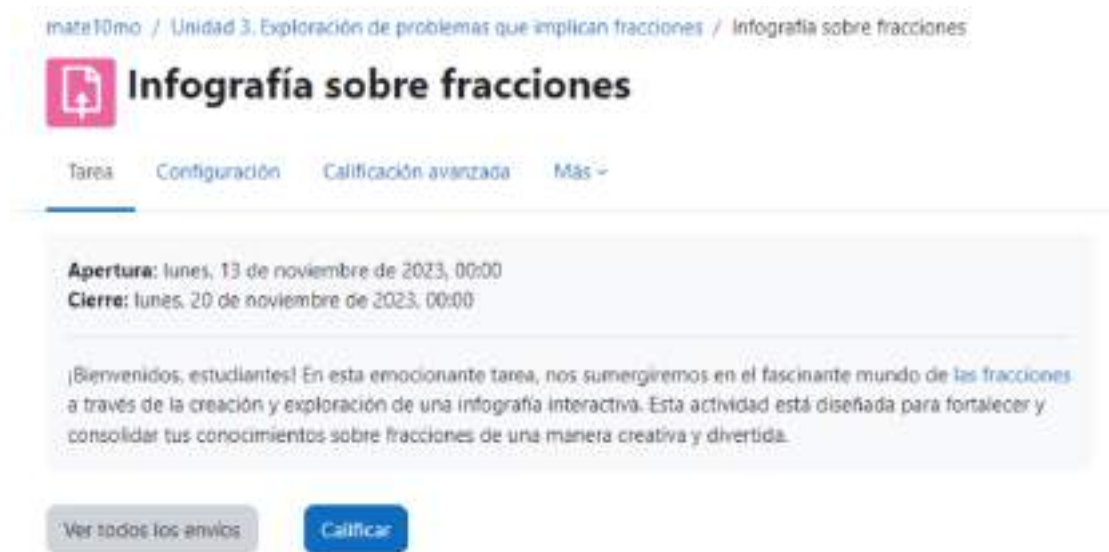 mate10mo / Unidad 3. Exploración de problemas que implican fracciones / Infografía sobre fracciones
Infografía sobre fracciones
Tarea Configuración Calificación avanzada Más
Apertura: lunes, 13 de noviembre de 2023, 00:00
Cierre: lunes, 20 de noviembre de 2023, 00:00
¡Bienvenidos, estudiantes! En esta emocionante tarea, nos sumergiremos en el fascinante mundo de las fracciones
a través de la creación y exploración de una infografía interactiva. Esta actividad está diseñada para fortalecer y
consolidar tus conocimientos sobre fracciones de una manera creativa y divertida.
Ver todos los envíos Calificar